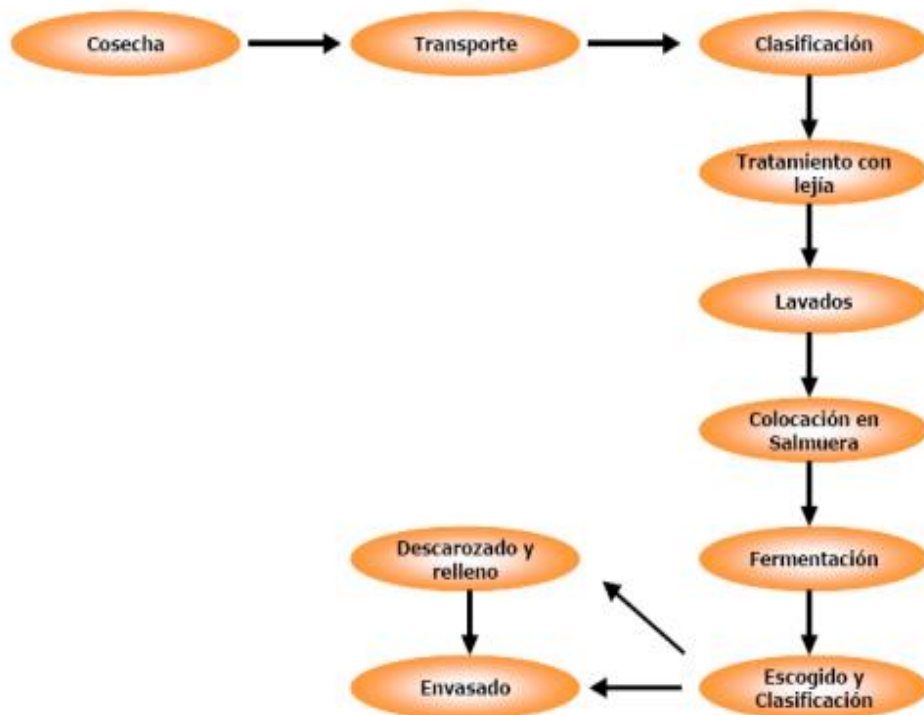 Cosecha
Transporte
Clasificación
Tratamiento con
lejía
Lavados
Colocación en
Salmuera
Fermentación
Escogido y
Clasificación
Descarozado y
relleno
Envasado